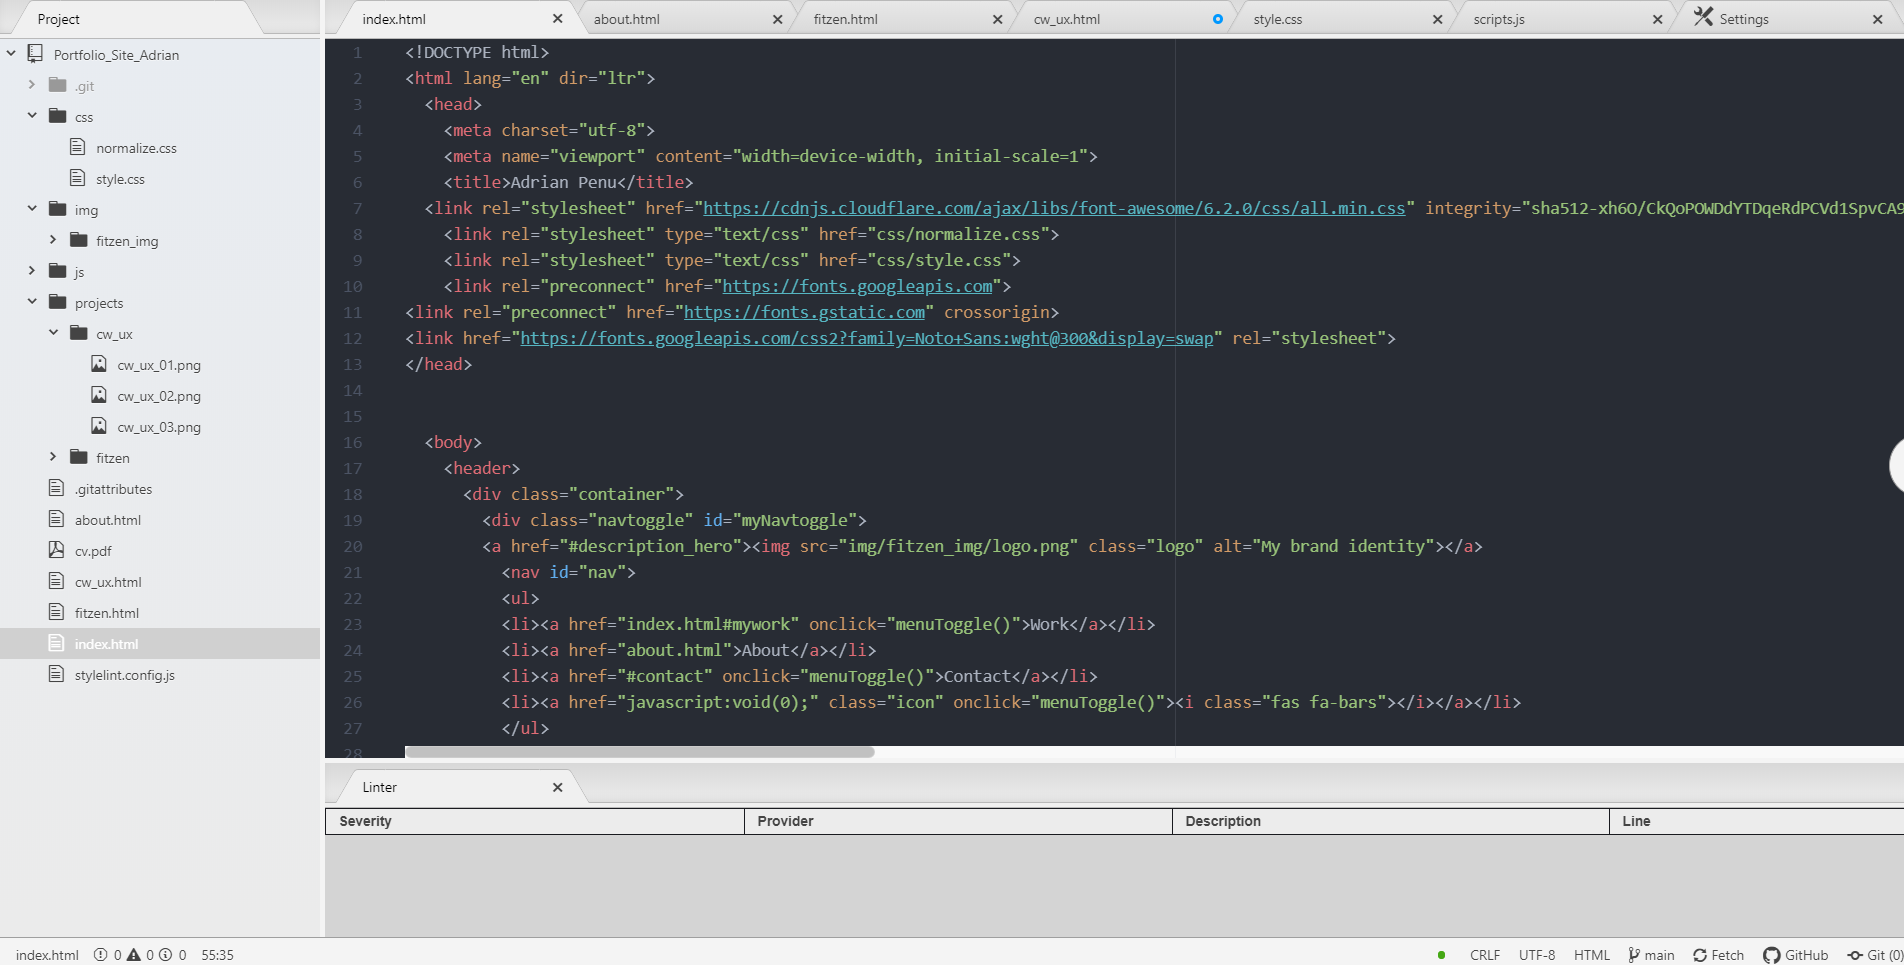 Project
index.html
about.html
fitzen.html
cw_ux.html
style.css
scripts.js
Settings
Portfolio_Site_Adrian
.git
css
normalize.css
style.css
img
fitzen_img
js
projects
cw_ux
cw_ux_01.png
cw_ux_02.png
cw_ux_03.png
fitzen
.gitattributes
about.html
cv.pdf
cw_ux.html
fitzen.html
index.html
stylelint.config.js
1 <!DOCTYPE html>
2 <html lang="en" dir="ltr">
3 <head>
4 <meta charset="utf-8">
5 <meta name="viewport" content="width=device-width, initial-scale=1">
6 <title>Adrian Penu</title>
7 <link rel="stylesheet" href="https://cdnjs.cloudflare.com/ajax/libs/font-awesome/6.2.0/css/all.min.css" integrity="sha512-xh6O/CkQoPOWDdYTDqeRdPCVd1SpvCA9
8 <link rel="stylesheet" type="text/css" href="css/normalize.css">
9 <link rel="stylesheet" type="text/css" href="css/style.css">
10 <link rel="preconnect" href="https://fonts.googleapis.com">
11 <link rel="preconnect" href="https://fonts.gstatic.com" crossorigin>
12 <link href="https://fonts.googleapis.com/css2?family=Noto+Sans:wght@300&display=swap" rel="stylesheet">
13 </head>
14
15
16 <body>
17 <header>
18 <div class="container">
19 <div class="navtoggle" id="myNavtoggle">
20 <a href="#description_hero"><img src="img/fitzen_img/logo.png" class="logo" alt="My brand identity"></a>
21 <nav id="nav">
22 <ul>
23 <li><a href="index.html#mywork" onclick="menuToggle()">Work</a></li>
24 <li><a href="about.html">About</a></li>
25 <li><a href="#contact" onclick="menuToggle()">Contact</a></li>
26 <li><a href="javascript:void(0);" class="icon" onclick="menuToggle()"><i class="fas fa-bars"></i></a></li>
27 </ul>
28
Linter
Severity Provider Description Line
index.html 0 0 0 55:35 CRLF UTF-8 HTML main Fetch GitHub Git (0)